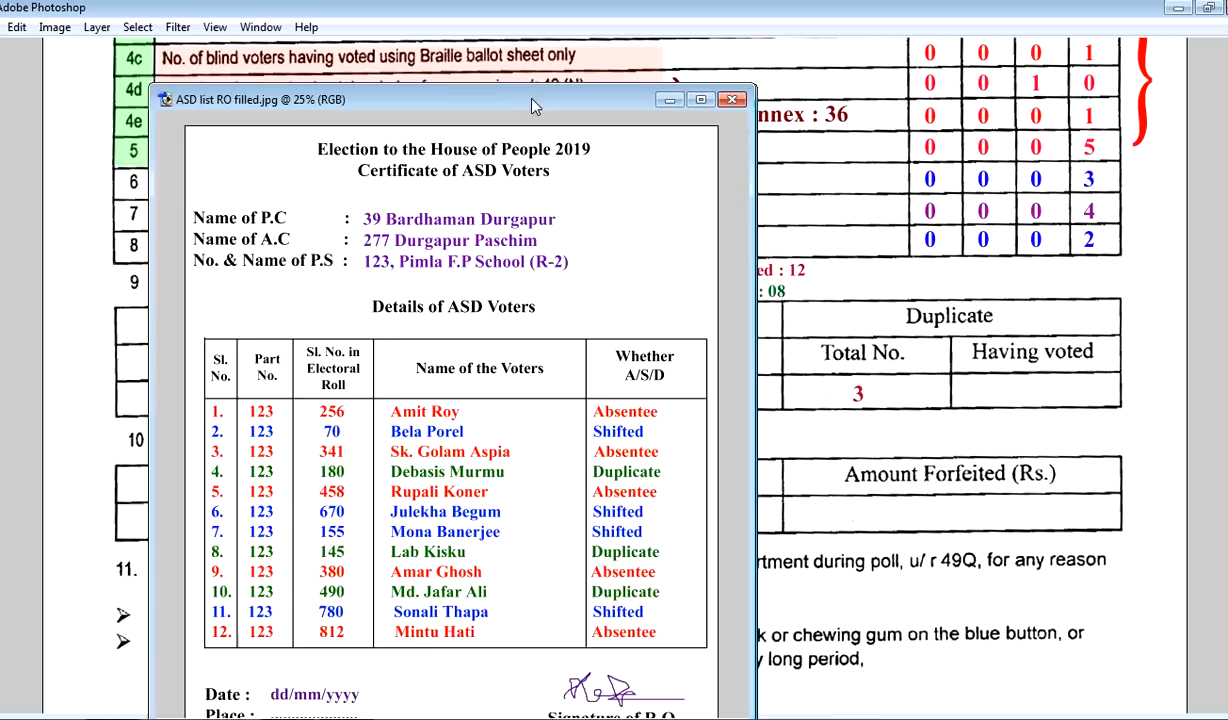 Adobe Photoshop
Edit Image Layer Select Filter View Window Help
4c No. of blind voters having voted using Braille ballot sheet only 0 0 0 1
4d 0 0 1 0
ASD list RO filled.jpg @ 25% (RGB)
4e nnex : 36 0 0 0 1
5 0 0 0 5
6 0 0 0 3
7 0 0 0 4
8 0 0 0 2
9 ed : 12
: 08
Duplicate
Total No. Having voted
3
10
Amount Forfeited (Rs.)
11. rtment during poll, u/ r 49Q, for any reason
k or chewing gum on the blue button, or
y long period,
Election to the House of People 2019
Certificate of ASD Voters
Name of P.C : 39 Bardhaman Durgapur
Name of A.C : 277 Durgapur Paschim
No. & Name of P.S : 123, Pimla F.P School (R-2)
Details of ASD Voters
Sl. No. Part No. Sl. No. in Electoral Roll Name of the Voters Whether A/S/D
1. 123 256 Amit Roy Absentee
2. 123 70 Bela Porel Shifted
3. 123 341 Sk. Golam Aspia Absentee
4. 123 180 Debasis Murmu Duplicate
5. 123 458 Rupali Koner Absentee
6. 123 670 Julekha Begum Shifted
7. 123 155 Mona Banerjee Shifted
8. 123 145 Lab Kisku Duplicate
9. 123 380 Amar Ghosh Absentee
10. 123 490 Md. Jafar Ali Duplicate
11. 123 780 Sonali Thapa Shifted
12. 123 812 Mintu Hati Absentee
Date : dd/mm/yyyy
Place : ....................
Signature of R.O